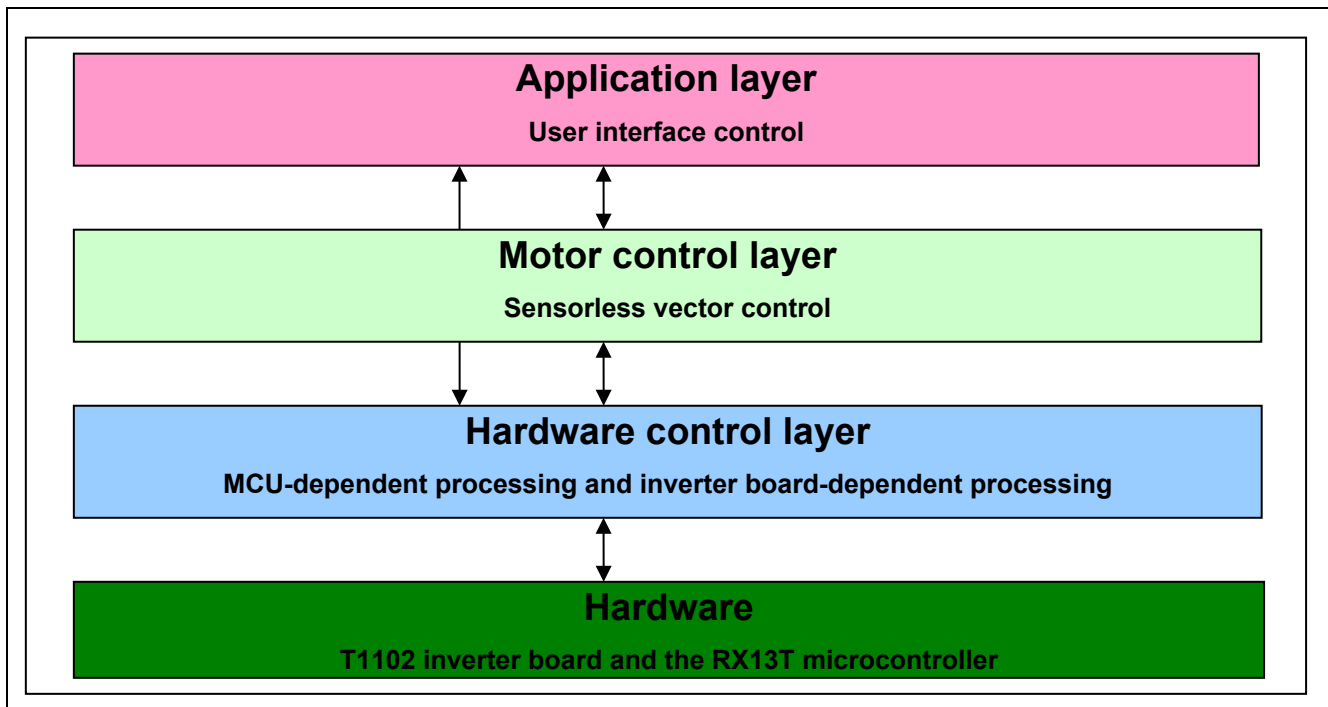 Application layer
User interface control
Motor control layer
Sensorless vector control
Hardware control layer
MCU-dependent processing and inverter board-dependent processing
Hardware
T1102 inverter board and the RX13T microcontroller